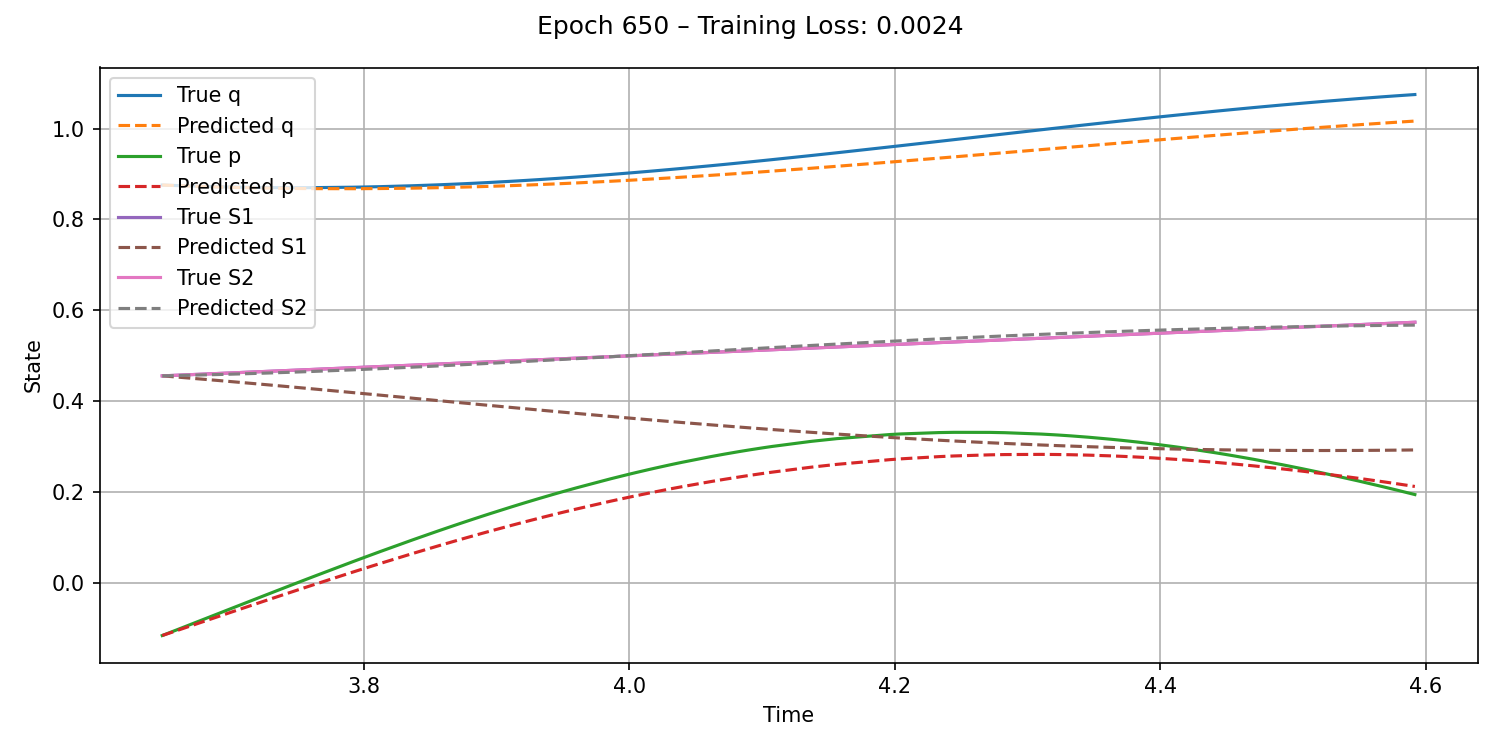 Epoch 650 – Training Loss: 0.0024
True q
Predicted q
True p
Predicted p
True S1
Predicted S1
True S2
Predicted S2
State
1.0
0.8
0.6
0.4
0.2
0.0
3.8
4.0
4.2
4.4
4.6
Time